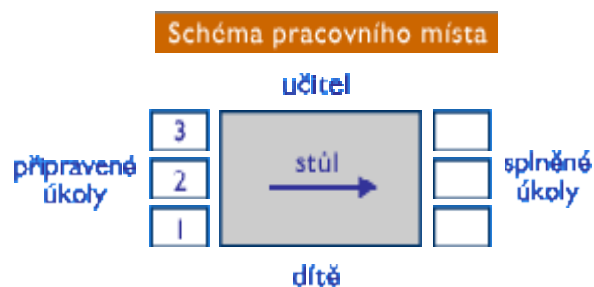 Schéma pracovního místa
učitel
3
připravené
úkoly
2
1
stůl
splněné
úkoly
dítě